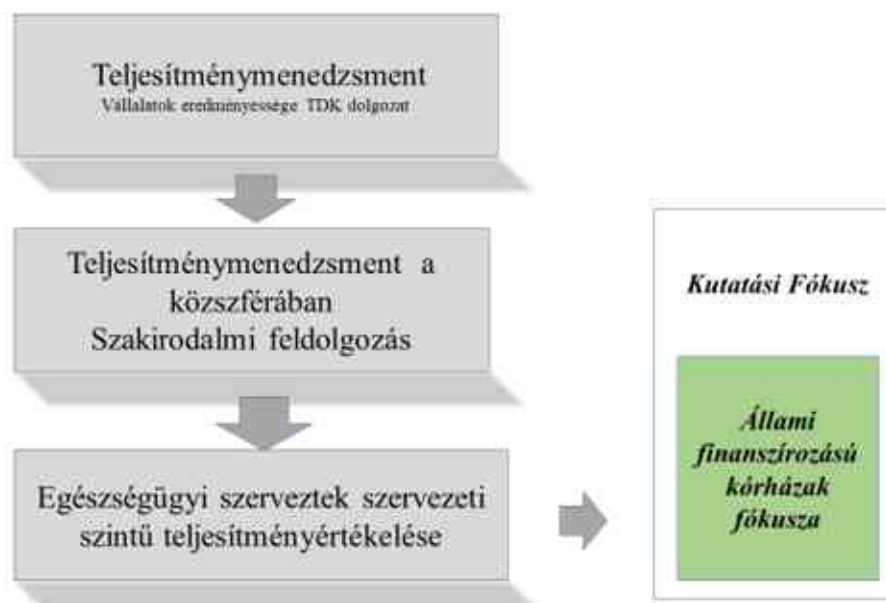 Teljesítménymenedzsment
Vállalatok eredményessége TDK dolgozat
Teljesítménymenedzsment a
közszférában
Szakirodalmi feldolgozás
Egészségügyi szerveztek szervezeti
szintű teljesítményértékelése
Kutatási Fókusz
Állami
finanszírozású
kórházak
fókusza